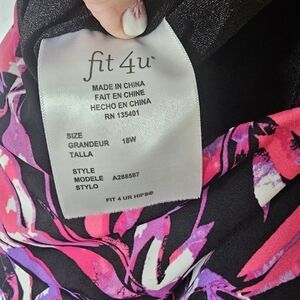 fit 4u™
MADE IN CHINA
FAIT EN CHINE
HECHO EN CHINA
RN 135401
SIZE
GRANDEUR 18W
TALLA
STYLE
MODELE A288587
STYLO
FIT 4 UR HIPS®